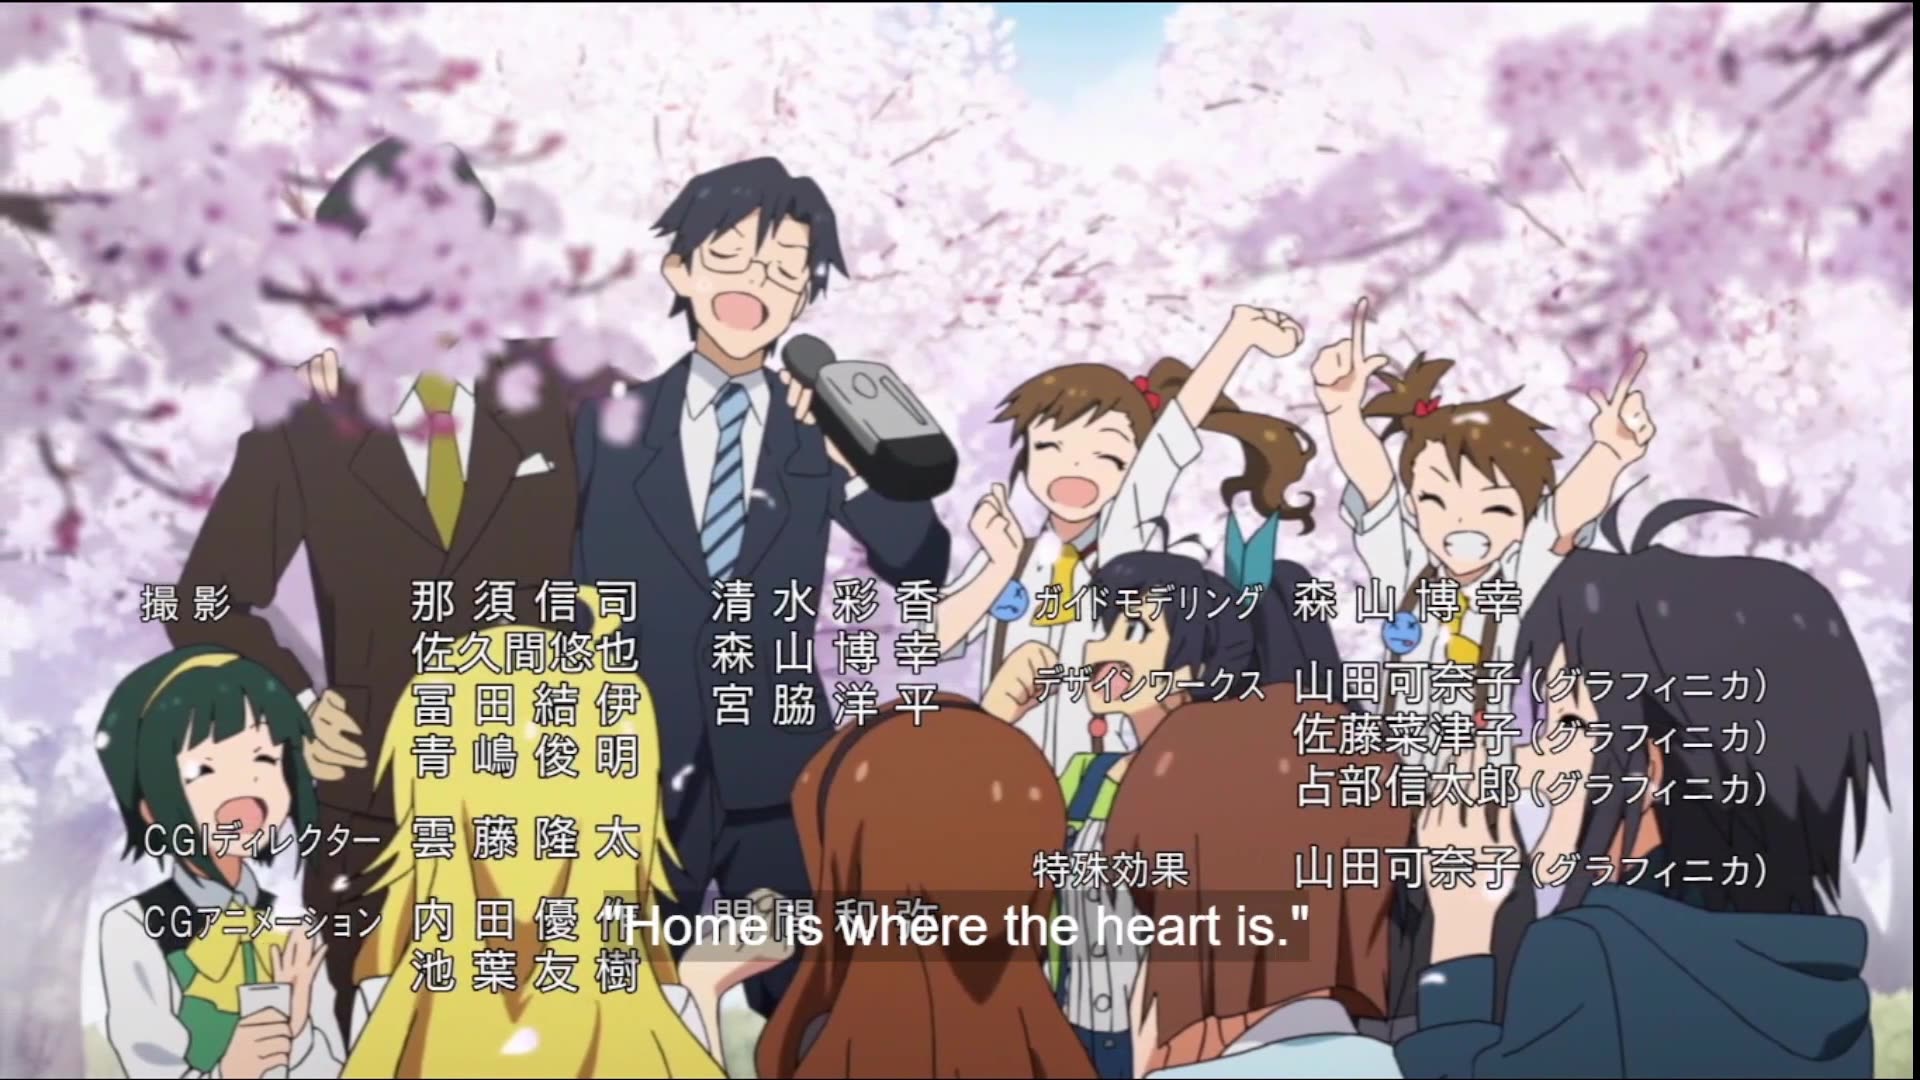 撮影 那須信司 清水彩香
佐久間悠也 森山博幸
冨田結伊 宮脇洋平
青嶋俊明
CGIディレクター 雲藤隆太
CGアニメーション 内田優作
池葉友樹
ガイドモデリング 森山博幸
デザインワークス 山田可奈子(グラフィニカ)
佐藤菜津子(グラフィニカ)
占部信太郎(グラフィニカ)
特殊効果 山田可奈子(グラフィニカ)
"Home is where the heart is."